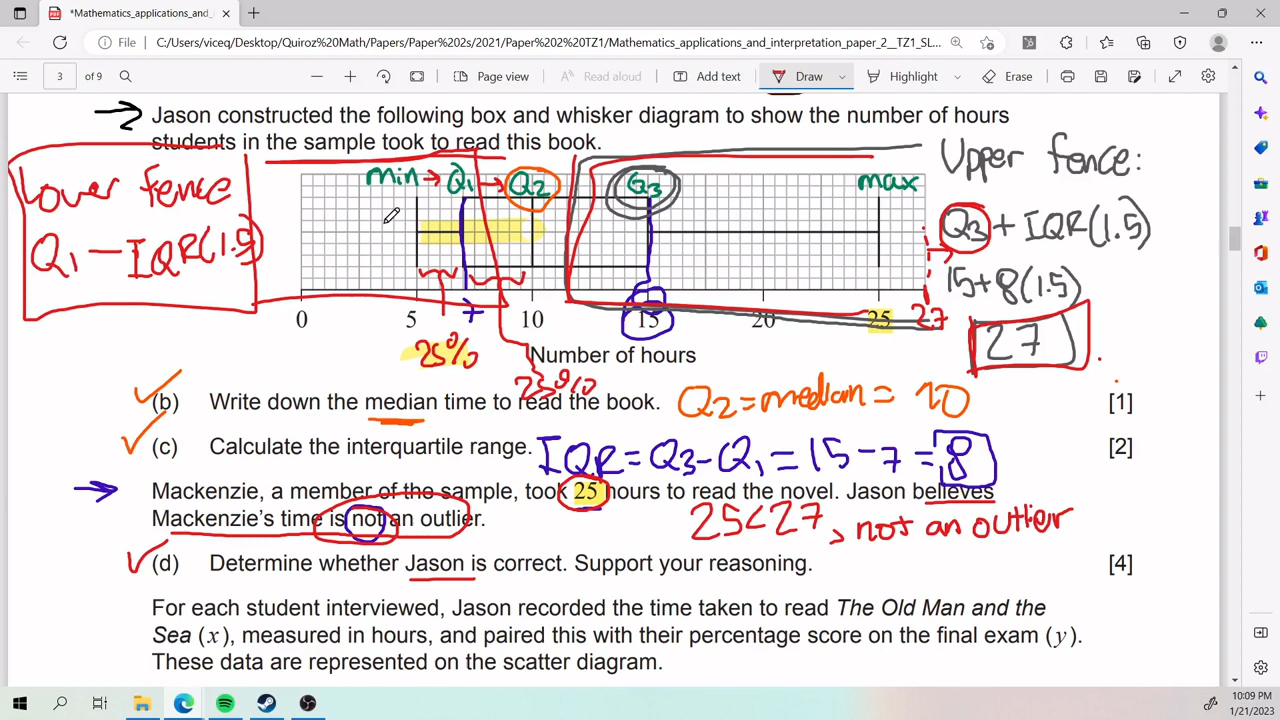 *Mathematics_applications_and_
File
C:/Users/viceq/Desktop/Quiroz%20Math/Papers/Paper%202s/2021/Paper%202%20TZ1/Mathematics_applications_and_interpretation_paper_2__TZ1_SL...
3 of 9
Page view
Read aloud
Add text
Draw
Highlight
Erase
Jason constructed the following box and whisker diagram to show the number of hours
students in the sample took to read this book.
Lower fence
Q1 − IQR(1.5)
min
Q1
Q2
Q3
max
Upper fence:
Q3 + IQR(1.5)
15+8(1.5)
27
0 5 10 15 20 25 27
25%
Number of hours
25%
(b) Write down the median time to read the book. Q2 = median = 10 [1]
(c) Calculate the interquartile range. IQR = Q3 − Q1 = 15 − 7 = 8 [2]
Mackenzie, a member of the sample, took 25 hours to read the novel. Jason believes
Mackenzie's time is not an outlier.
25<27, not an outlier
(d) Determine whether Jason is correct. Support your reasoning. [4]
For each student interviewed, Jason recorded the time taken to read The Old Man and the
Sea (x), measured in hours, and paired this with their percentage score on the final exam (y).
These data are represented on the scatter diagram.
10:09 PM
1/21/2023